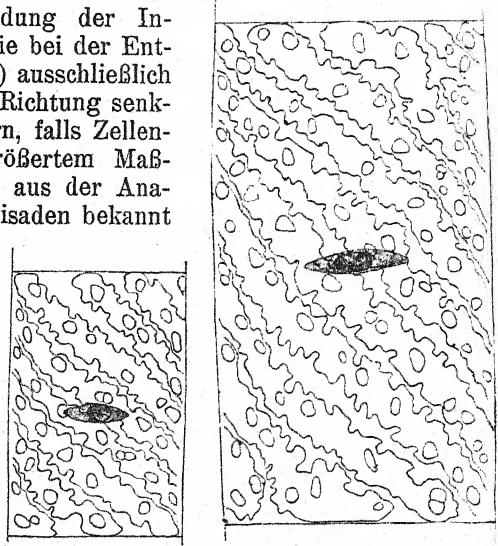 dung der In-
ie bei der Ent-
) ausschließlich
Richtung senk-
rn, falls Zellen-
rößertem Maß-
aus der Ana-
isaden bekannt